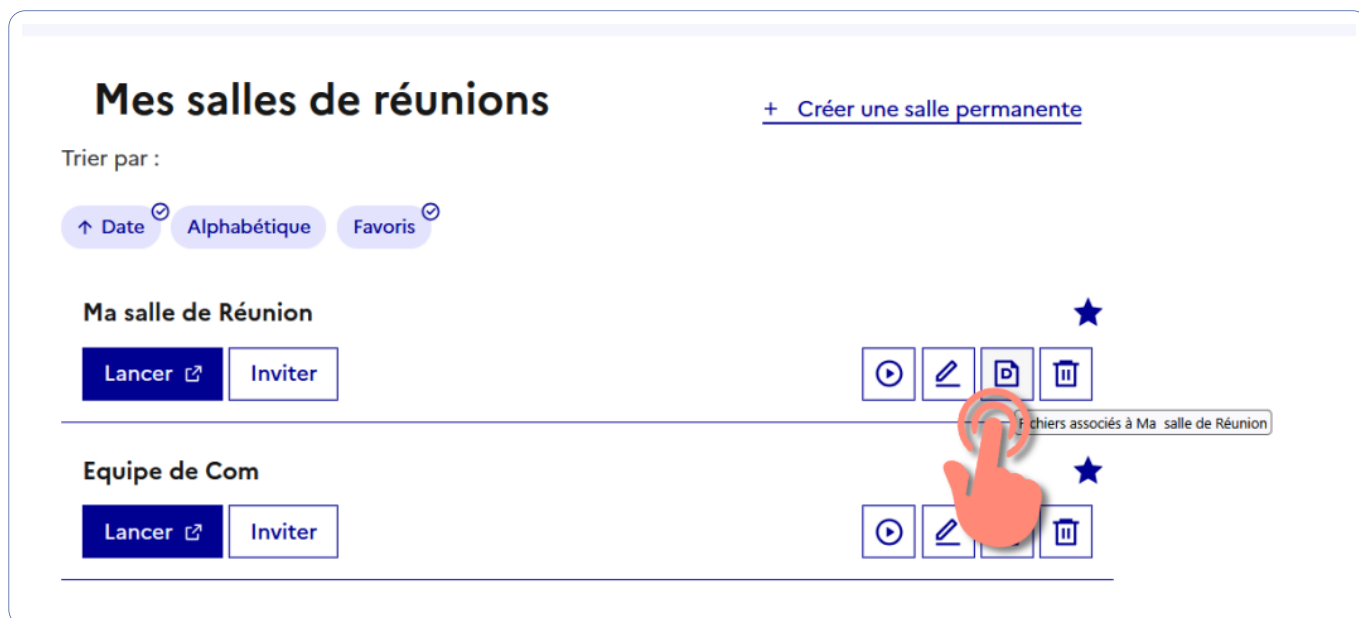 Mes salles de réunions
+ Créer une salle permanente
Trier par :
↑ Date Alphabétique Favoris
Ma salle de Réunion
Lancer Inviter
associés à Ma salle de Réunion
Equipe de Com
Lancer Inviter